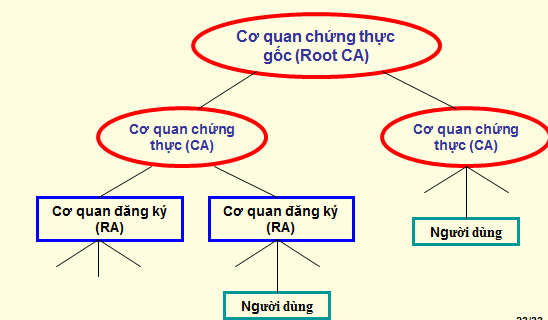 Cơ quan chứng thực
gốc (Root CA)
Cơ quan chứng
thực (CA)
Cơ quan chứng
thực (CA)
Cơ quan đăng ký
(RA)
Cơ quan đăng ký
(RA)
Người dùng
Người dùng